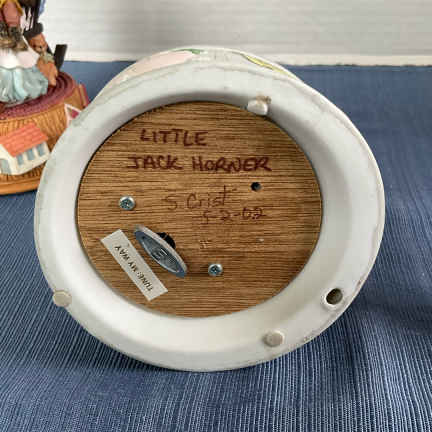 LITTLE
JACK HORNER
S Crist
5-2-02
TUNE: MY WAY